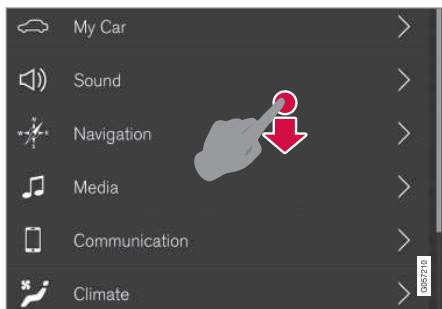 My Car
Sound
Navigation
Media
Communication
Climate
G057210